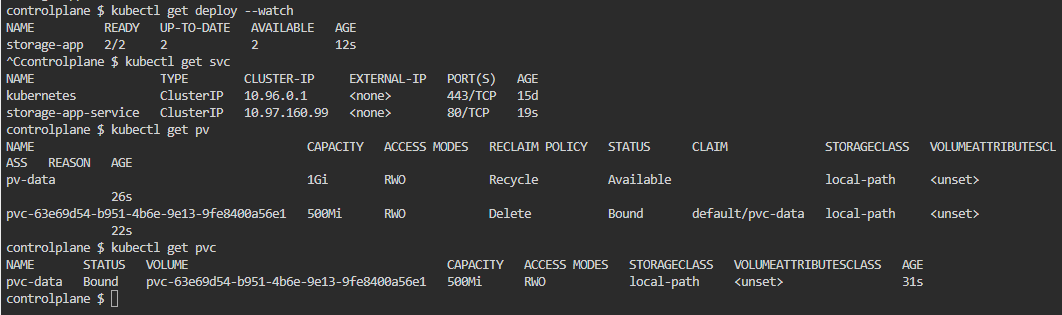 controlplane $ kubectl get deploy --watch
NAME          READY   UP-TO-DATE   AVAILABLE   AGE
storage-app   2/2     2            2           12s
^Ccontrolplane $ kubectl get svc
NAME                  TYPE        CLUSTER-IP     EXTERNAL-IP   PORT(S)   AGE
kubernetes            ClusterIP   10.96.0.1      <none>        443/TCP   15d
storage-app-service   ClusterIP   10.97.160.99   <none>        80/TCP    19s
controlplane $ kubectl get pv
NAME                                       CAPACITY   ACCESS MODES   RECLAIM POLICY   STATUS      CLAIM              STORAGECLASS   VOLUMEATTRIBUTESCL
ASS   REASON   AGE
pv-data                                    1Gi        RWO            Recycle          Available                      local-path     <unset>
               26s
pvc-63e69d54-b951-4b6e-9e13-9fe8400a56e1   500Mi      RWO            Delete           Bound       default/pvc-data   local-path     <unset>
               22s
controlplane $ kubectl get pvc
NAME       STATUS   VOLUME                                     CAPACITY   ACCESS MODES   STORAGECLASS   VOLUMEATTRIBUTESCLASS   AGE
pvc-data   Bound    pvc-63e69d54-b951-4b6e-9e13-9fe8400a56e1   500Mi      RWO            local-path     <unset>                 31s
controlplane $